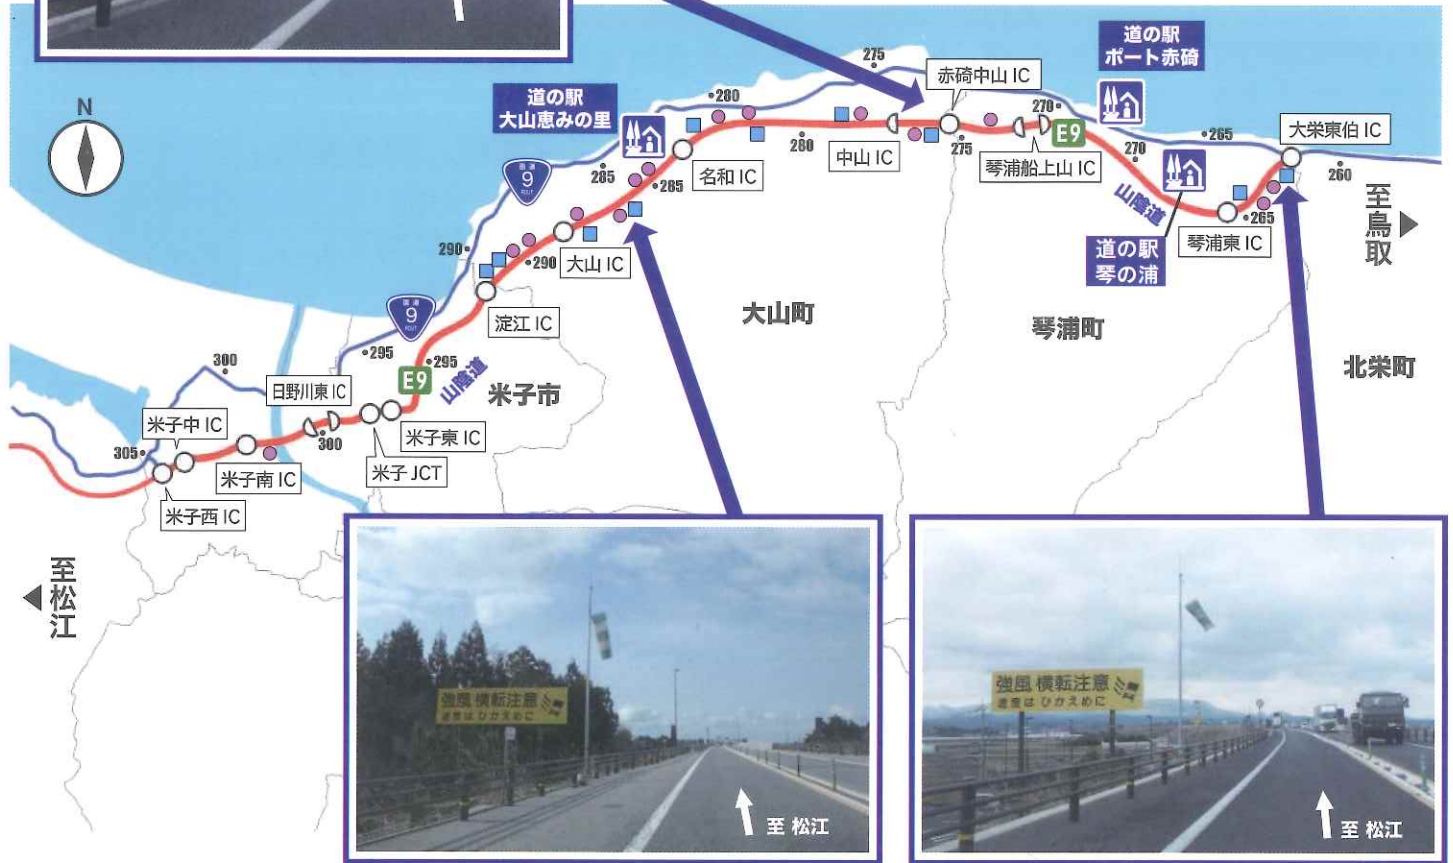 N
道の駅
大山恵みの里
道の駅
ポート赤碕
275
280
赤碕中山 IC
270
E9
265
大栄東伯 IC
260
至鳥取
国道
9
ROUTE
285
285
名和 IC
280
中山 IC
275
琴浦船上山 IC
270
山陰道
琴浦東 IC
265
道の駅
琴の浦
290
290
大山 IC
淀江 IC
大山町
琴浦町
北栄町
国道
9
ROUTE
295
295
E9
山陰道
米子市
300
日野川東 IC
300
米子東 IC
米子 JCT
米子中 IC
305
米子南 IC
米子西 IC
至松江
強風 横転注意
速度は ひかえめに
至 松江
強風 横転注意
速度は ひかえめに
至 松江